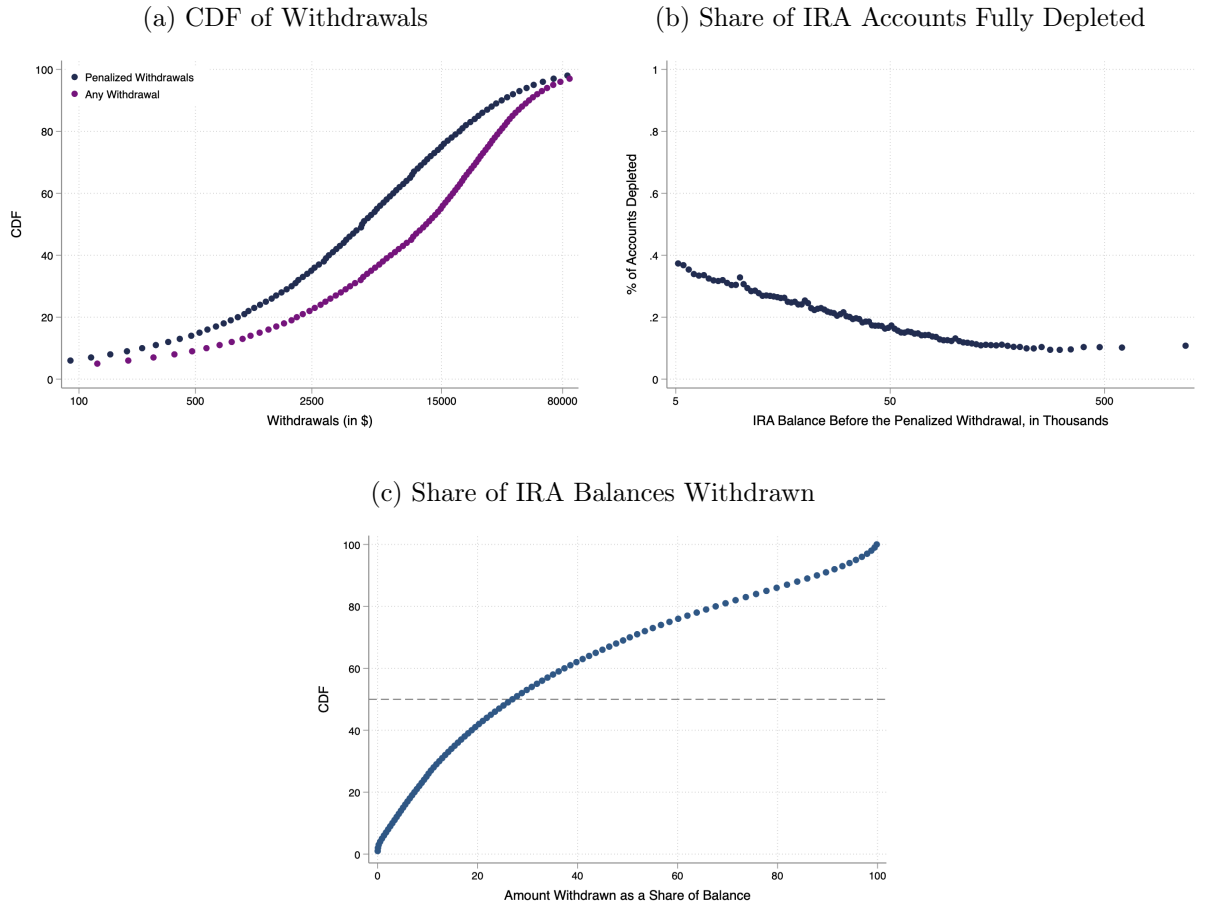 (a) CDF of Withdrawals
100
80
60
40
20
0
CDF
Penalized Withdrawals
Any Withdrawal
100 500 2500 15000 80000
Withdrawals (in $)
(b) Share of IRA Accounts Fully Depleted
1
.8
.6
.4
.2
0
% of Accounts Depleted
5 50 500
IRA Balance Before the Penalized Withdrawal, in Thousands
(c) Share of IRA Balances Withdrawn
100
80
60
40
20
0
CDF
0 20 40 60 80 100
Amount Withdrawn as a Share of Balance